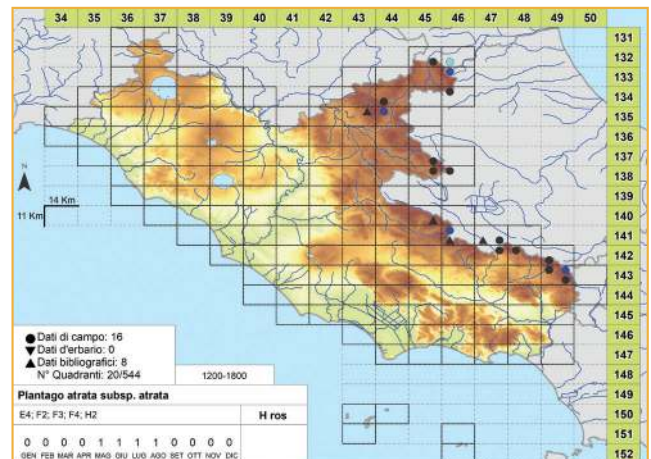 34 35 36 37 38 39 40 41 42 43 44 45 46 47 48 49 50
131
132
133
134
135
136
137
138
139
140
141
142
143
144
145
146
147
148
149
150
151
152
N
14 Km
11 Km
Dati di campo: 16
Dati d'erbario: 0
Dati bibliografici: 8
N° Quadranti: 20/544
1200-1800
Plantago atrata subsp. atrata
E4; F2; F3; F4; H2
H ros
0 0 0 0 1 1 1 1 0 0 0 0
GEN FEB MAR APR MAG GIU LUG AGO SET OTT NOV DIC